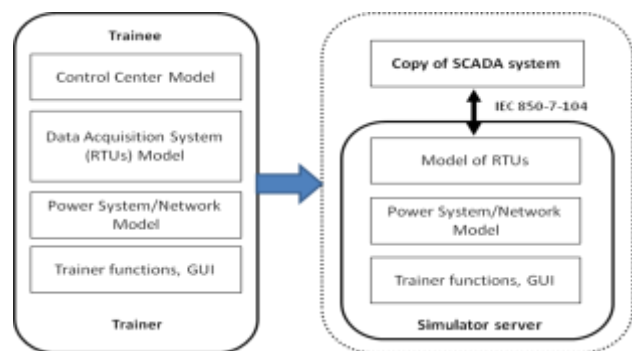 Trainee
Control Center Model
Data Acquisition System
(RTUs) Model
Power System/Network
Model
Trainer functions, GUI
Trainer
Copy of SCADA system
IEC 850-7-104
Model of RTUs
Power System/Network
Model
Trainer functions, GUI
Simulator server